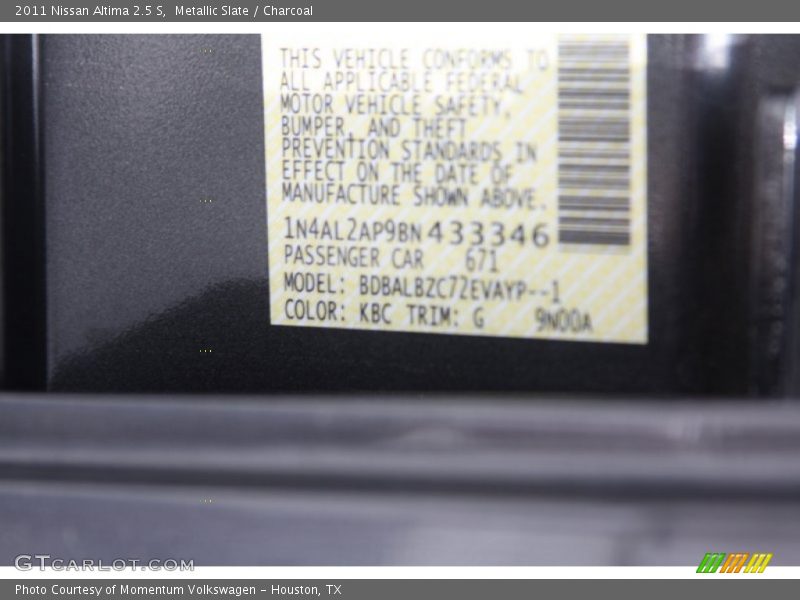 2011 Nissan Altima 2.5 S, Metallic Slate / Charcoal
THIS VEHICLE CONFORMS TO
ALL APPLICABLE FEDERAL
MOTOR VEHICLE SAFETY,
BUMPER, AND THEFT
PREVENTION STANDARDS IN
EFFECT ON THE DATE OF
MANUFACTURE SHOWN ABOVE.
1N4AL2AP9BN433346
PASSENGER CAR 671
MODEL: BDBALBZC72EVAYP--1
COLOR: KBC TRIM: G 9N00A
GTCARLOT.COM
Photo Courtesy of Momentum Volkswagen – Houston, TX